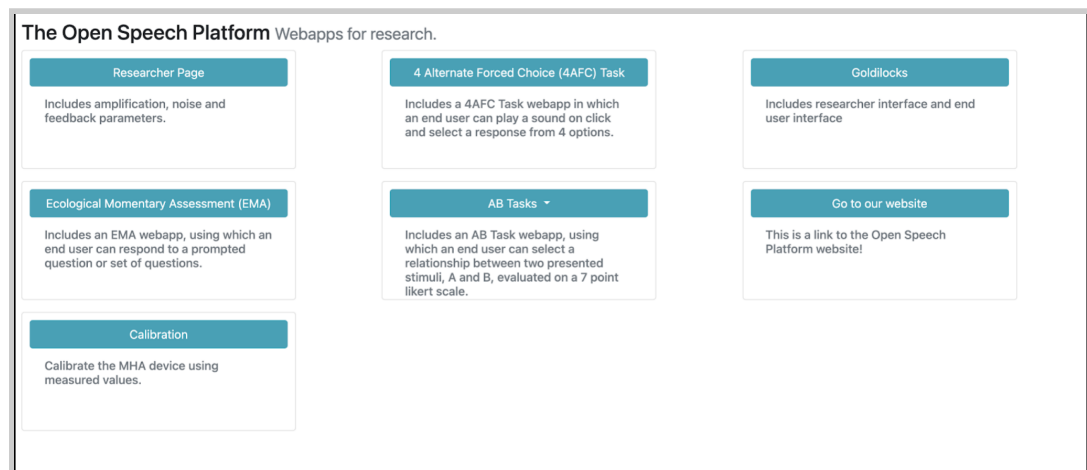 The Open Speech Platform Webapps for research.
Researcher Page
Includes amplification, noise and
feedback parameters.
4 Alternate Forced Choice (4AFC) Task
Includes a 4AFC Task webapp in which
an end user can play a sound on click
and select a response from 4 options.
Goldilocks
Includes researcher interface and end
user interface
Ecological Momentary Assessment (EMA)
Includes an EMA webapp, using which an
end user can respond to a prompted
question or set of questions.
AB Tasks
Includes an AB Task webapp, using
which an end user can select a
relationship between two presented
stimuli, A and B, evaluated on a 7 point
likert scale.
Go to our website
This is a link to the Open Speech
Platform website!
Calibration
Calibrate the MHA device using
measured values.